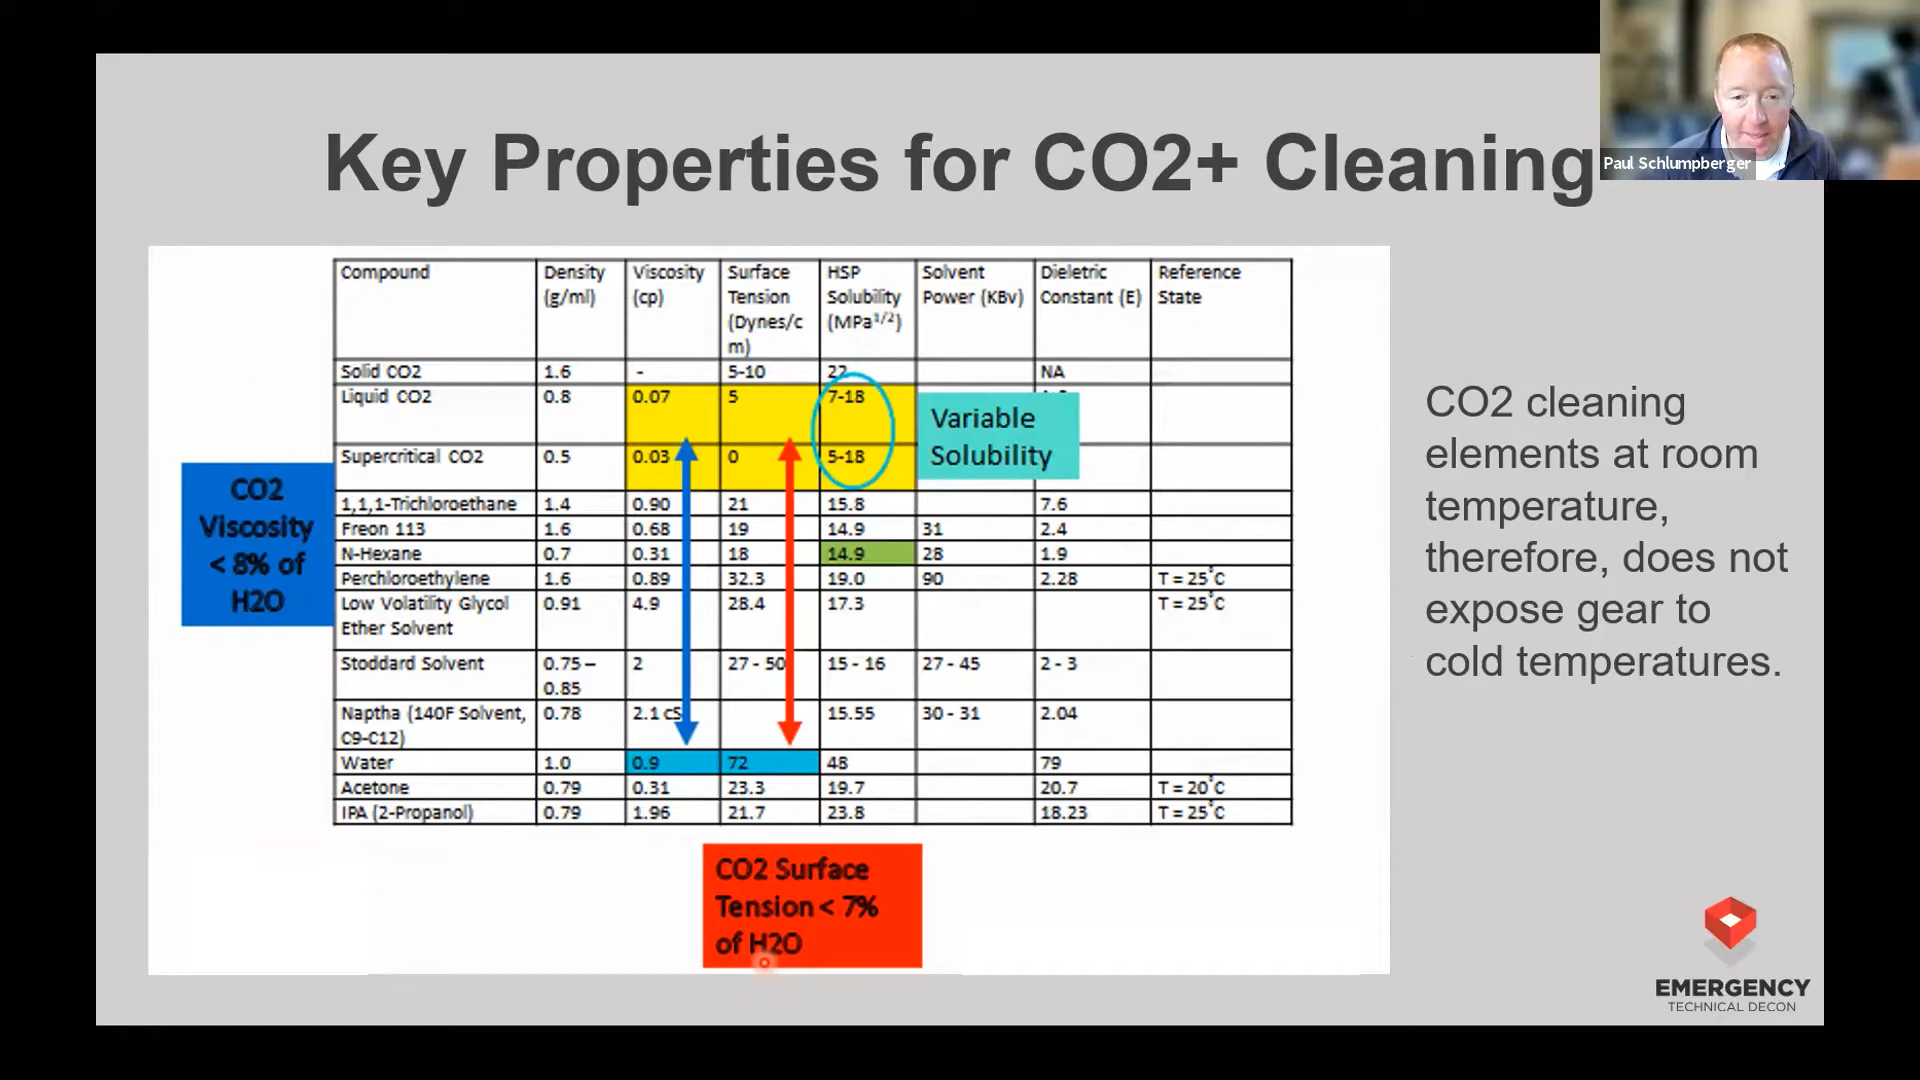 Paul Schlumpberger
Key Properties for CO2+ Cleaning
Compound Density (g/ml) Viscosity (cp) Surface Tension (Dynes/cm) HSP Solubility (MPa1/2) Solvent Power (KBv) Dieletric Constant (E) Reference State
Solid CO2 1.6 - 5-10 22 NA
Liquid CO2 0.8 0.07 5 7-18
Supercritical CO2 0.5 0.03 0 5-18
1,1,1-Trichloroethane 1.4 0.90 21 15.8 7.6
Freon 113 1.6 0.68 19 14.9 31 2.4
N-Hexane 0.7 0.31 18 14.9 28 1.9
Perchloroethylene 1.6 0.89 32.3 19.0 90 2.28 T = 25°C
Low Volatility Glycol Ether Solvent 0.91 4.9 28.4 17.3 T = 25°C
Stoddard Solvent 0.75 – 0.85 2 27 - 50 15 - 16 27 - 45 2 - 3
Naptha (140F Solvent, C9-C12) 0.78 2.1 cS 15.55 30 - 31 2.04
Water 1.0 0.9 72 48 79
Acetone 0.79 0.31 23.3 19.7 20.7 T = 20°C
IPA (2-Propanol) 0.79 1.96 21.7 23.8 18.23 T = 25°C
Variable
Solubility
CO2
Viscosity
< 8% of
H2O
CO2 Surface
Tension < 7%
of H2O
CO2 cleaning
elements at room
temperature,
therefore, does not
expose gear to
cold temperatures.
EMERGENCY
TECHNICAL DECON